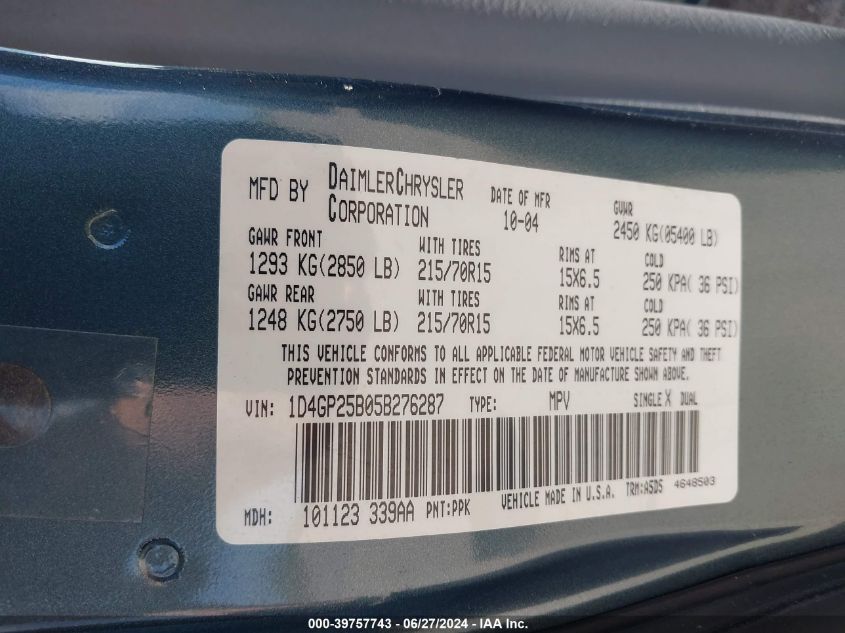 MFD BY DAIMLERCHRYSLER CORPORATION
DATE OF MFR 10-04
GVWR 2450 KG(05400 LB)
GAWR FRONT WITH TIRES RIMS AT COLD
1293 KG(2850 LB) 215/70R15 15X6.5 250 KPA( 36 PSI)
GAWR REAR WITH TIRES RIMS AT COLD
1248 KG(2750 LB) 215/70R15 15X6.5 250 KPA( 36 PSI)
THIS VEHICLE CONFORMS TO ALL APPLICABLE FEDERAL MOTOR VEHICLE SAFETY AND THEFT
PREVENTION STANDARDS IN EFFECT ON THE DATE OF MANUFACTURE SHOWN ABOVE.
VIN: 1D4GP25B05B276287 TYPE: MPV SINGLE X DUAL
MDH: 101123 339AA PNT:PPK VEHICLE MADE IN U.S.A. TRM:A5D5 4648503
000-39757743 - 06/27/2024 - IAA Inc.